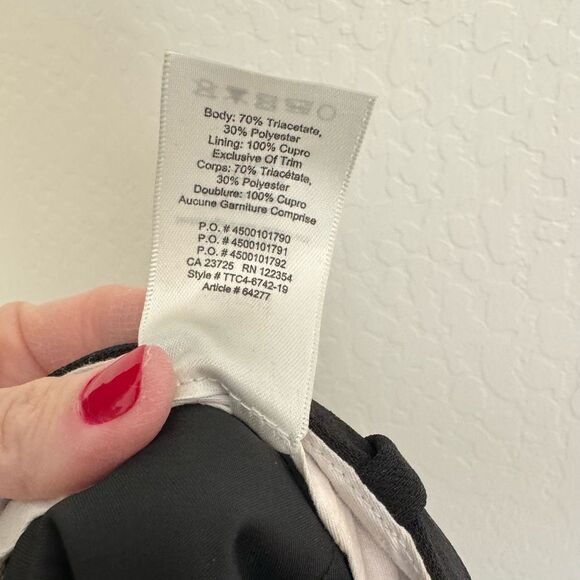 Body: 70% Triacetate,
30% Polyester
Lining: 100% Cupro
Exclusive Of Trim
Corps: 70% Triacétate,
30% Polyester
Doublure: 100% Cupro
Aucune Garniture Comprise
P.O. # 4500101790
P.O. # 4500101791
P.O. # 4500101792
CA 23725 RN 122354
Style # TTC4-6742-19
Article # 64277